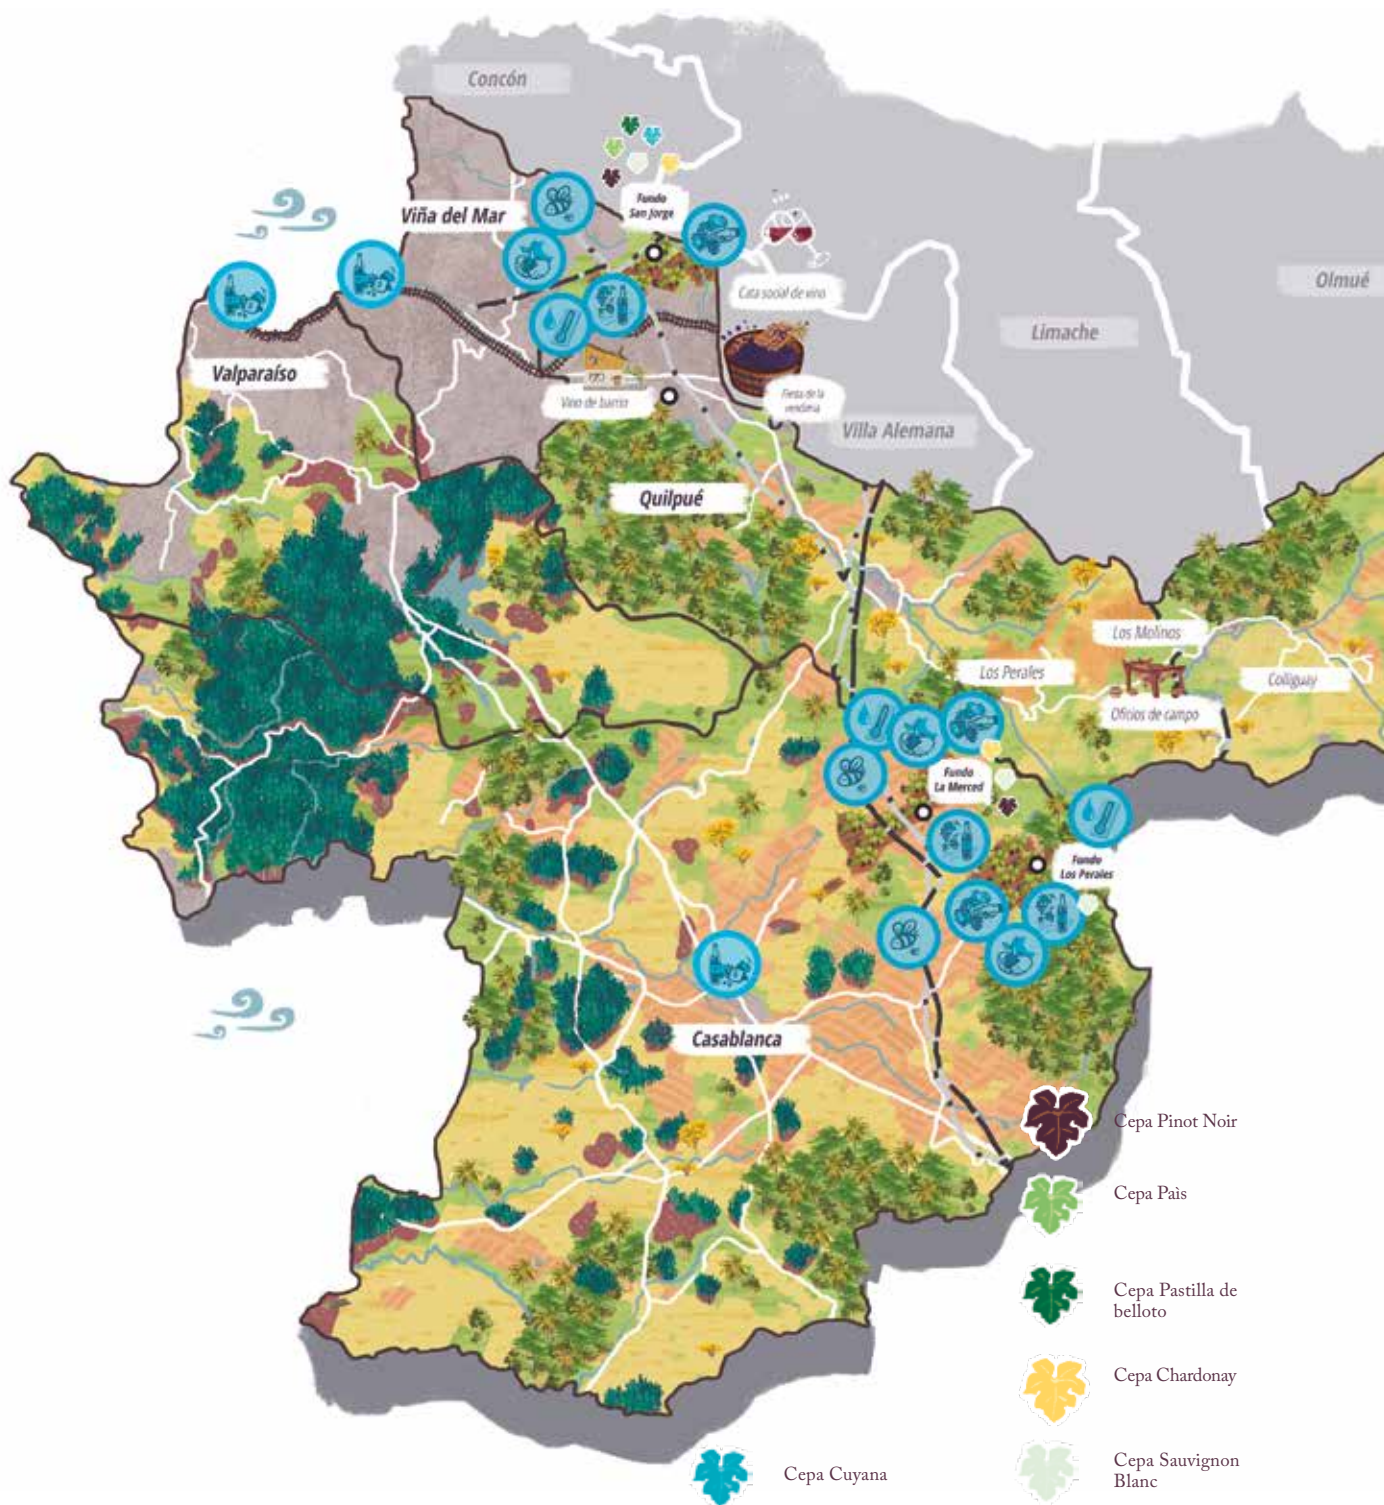 Concón
Fundo
San Jorge
Viña del Mar
Olmué
Cata social de vino
Limache
Valparaíso
Vino de barrio
Fiesta de la
vendimia
Villa Alemana
Quilpué
Los Molinos
Los Perales
Colliguay
Oficios de campo
Fundo
La Merced
Fundo
Los Perales
Casablanca
Cepa Pinot Noir
Cepa Paìs
Cepa Pastilla de
belloto
Cepa Chardonay
Cepa Sauvignon
Blanc
Cepa Cuyana